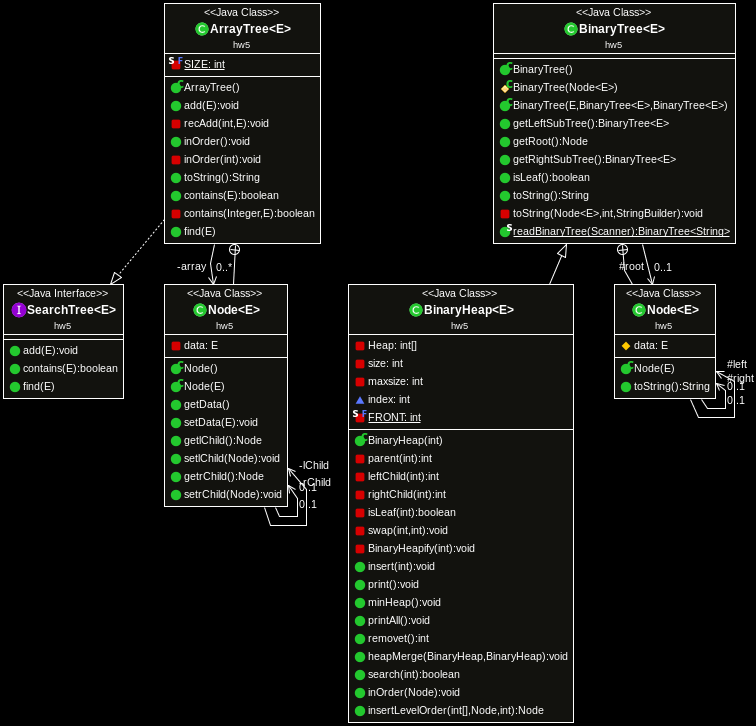 <<Java Class>>
ArrayTree<E>
hw5
SIZE: int
ArrayTree()
add(E):void
recAdd(int,E):void
inOrder():void
inOrder(int):void
toString():String
contains(E):boolean
contains(Integer,E):boolean
find(E)
<<Java Class>>
BinaryTree<E>
hw5
BinaryTree()
BinaryTree(Node<E>)
BinaryTree(E,BinaryTree<E>,BinaryTree<E>)
getLeftSubTree():BinaryTree<E>
getRoot():Node
getRightSubTree():BinaryTree<E>
isLeaf():boolean
toString():String
toString(Node<E>,int,StringBuilder):void
readBinaryTree(Scanner):BinaryTree<String>
-array 0..*
#root 0..1
<<Java Interface>>
SearchTree<E>
hw5
add(E):void
contains(E):boolean
find(E)
<<Java Class>>
Node<E>
hw5
data: E
Node()
Node(E)
getData()
setData(E):void
getlChild():Node
setlChild(Node):void
getrChild():Node
setrChild(Node):void
-lChild
-rChild
0..1
0..1
<<Java Class>>
BinaryHeap<E>
hw5
Heap: int[]
size: int
maxsize: int
index: int
FRONT: int
BinaryHeap(int)
parent(int):int
leftChild(int):int
rightChild(int):int
isLeaf(int):boolean
swap(int,int):void
BinaryHeapify(int):void
insert(int):void
print():void
minHeap():void
printAll():void
removet():int
heapMerge(BinaryHeap,BinaryHeap):void
search(int):boolean
inOrder(Node):void
insertLevelOrder(int[],Node,int):Node
<<Java Class>>
Node<E>
hw5
data: E
Node(E)
toString():String
#left
#right
0..1
0..1